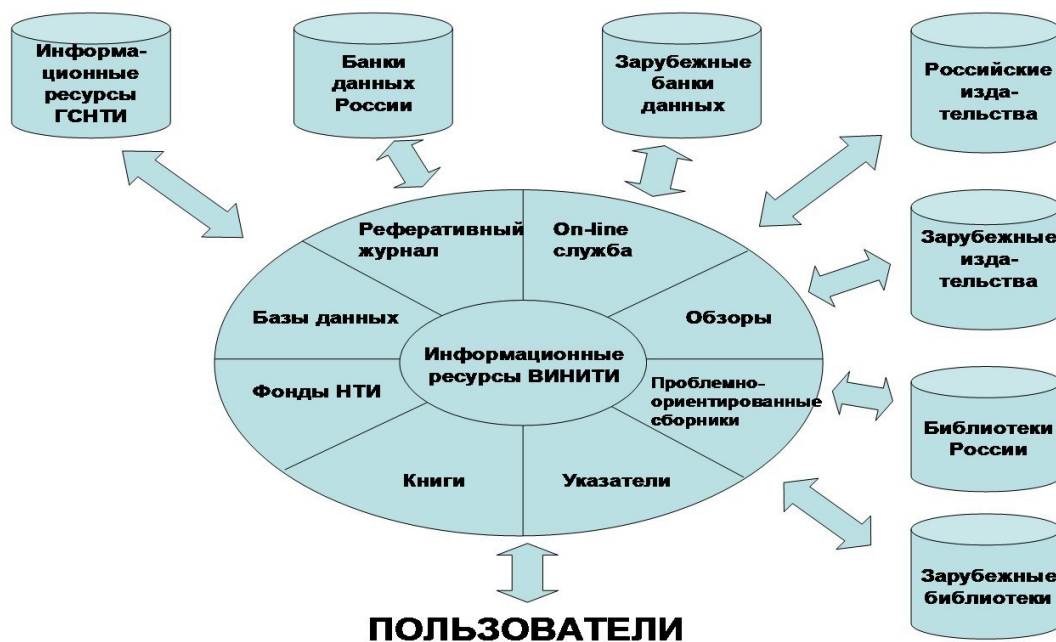 Информа-
ционные
ресурсы
ГСНТИ
Банки
данных
России
Зарубежные
банки
данных
Российские
изда-
тельства
Зарубежные
изда-
тельства
Библиотеки
России
Зарубежные
библиотеки
Реферативный
журнал
On-line
служба
Базы данных
Обзоры
Информационные
ресурсы ВИНИТИ
Фонды НТИ
Проблемно-
ориентированные
сборники
Книги
Указатели
ПОЛЬЗОВАТЕЛИ